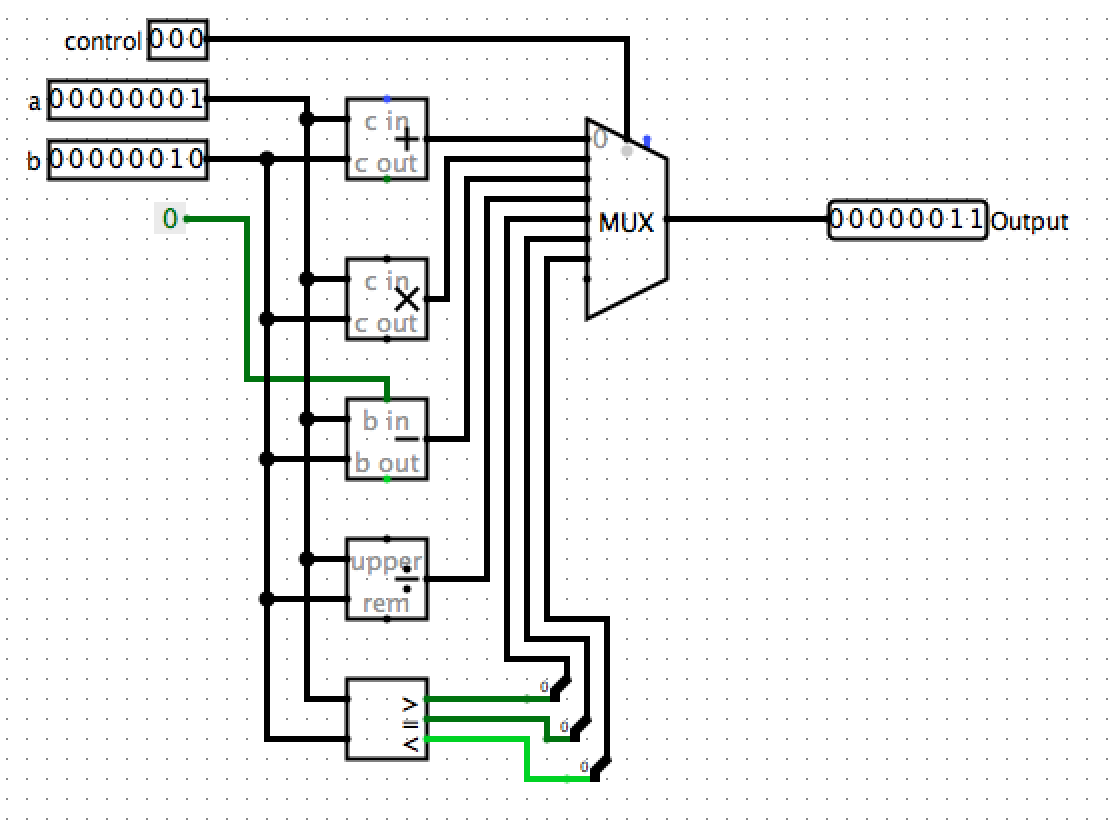 control 000
a 00000001
c in
+
0
b 00000010
c out
0
MUX
00000011 Output
c in
×
c out
b in
−
b out
upper
÷
rem
>
0
=
0
<
0